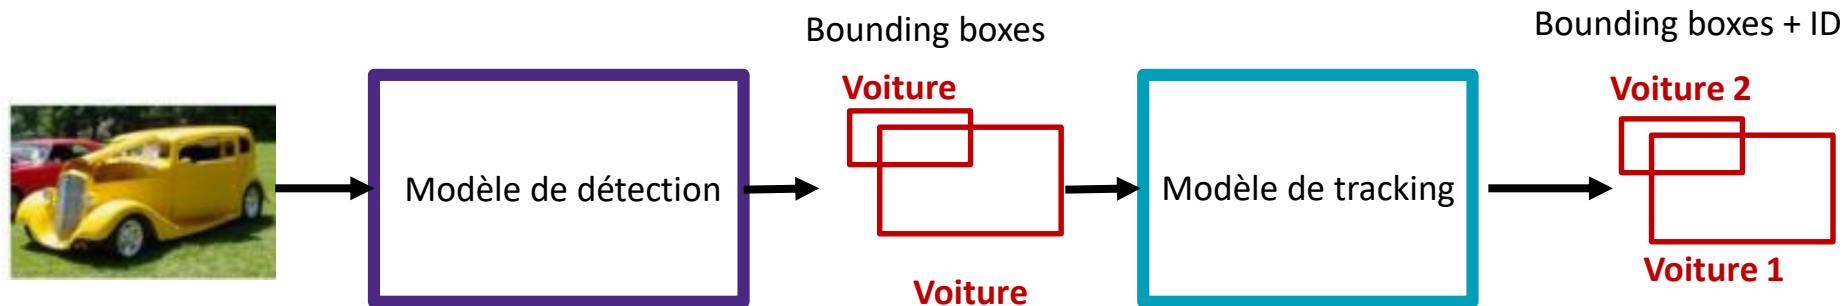 Bounding boxes
Bounding boxes + ID
Voiture
Voiture 2
Modèle de détection
Modèle de tracking
Voiture
Voiture 1